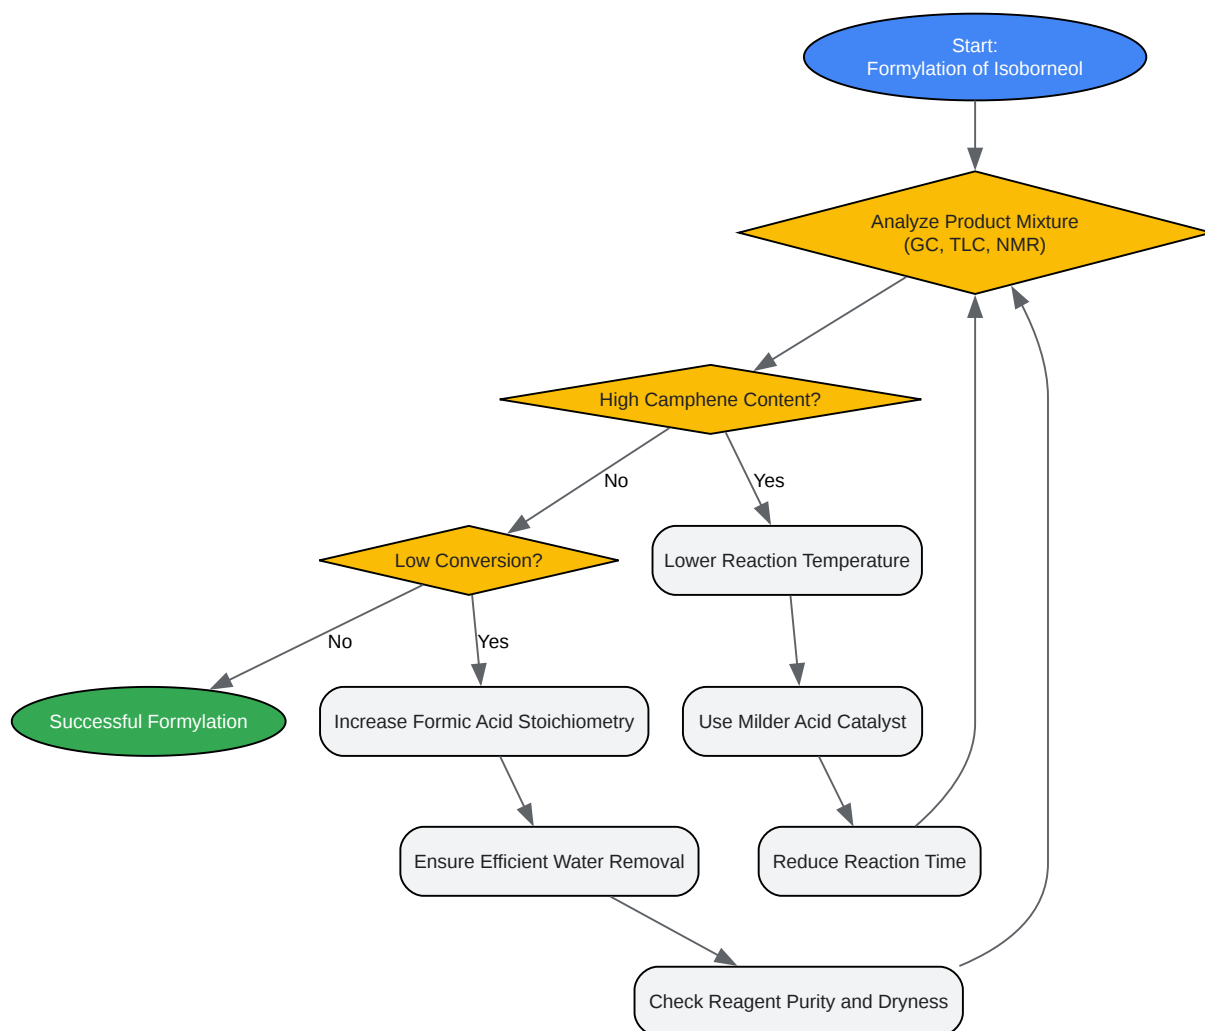 Start:
Formylation of Isoborneol
Analyze Product Mixture
(GC, TLC, NMR)
High Camphene Content?
No
Yes
Low Conversion?
Lower Reaction Temperature
No
Yes
Successful Formylation
Increase Formic Acid Stoichiometry
Use Milder Acid Catalyst
Ensure Efficient Water Removal
Reduce Reaction Time
Check Reagent Purity and Dryness